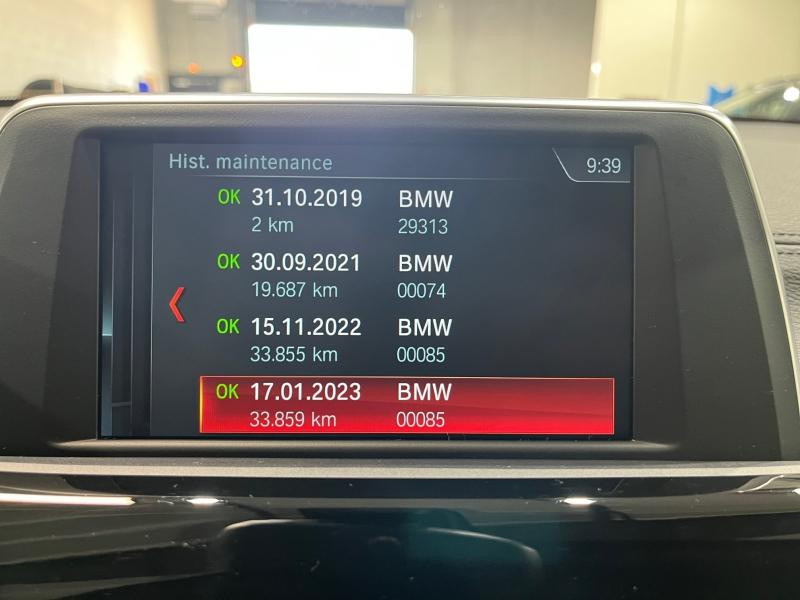 Hist. maintenance 9:39
OK 31.10.2019 BMW
2 km 29313
OK 30.09.2021 BMW
19.687 km 00074
OK 15.11.2022 BMW
33.855 km 00085
OK 17.01.2023 BMW
33.859 km 00085